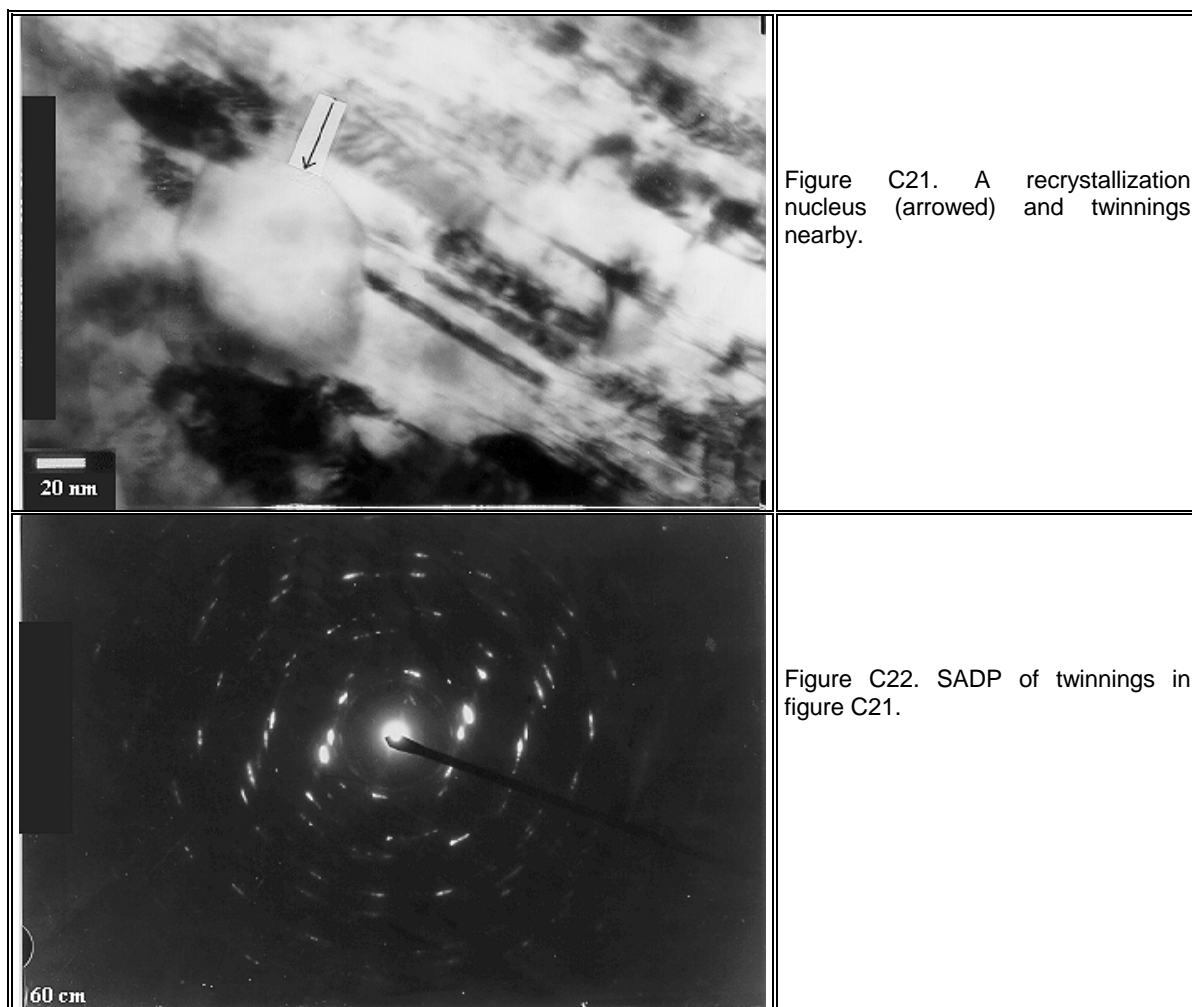 Figure C21. A recrystallization
nucleus (arrowed) and twinnings
nearby.
20 nm
Figure C22. SADP of twinnings in
figure C21.
60 cm